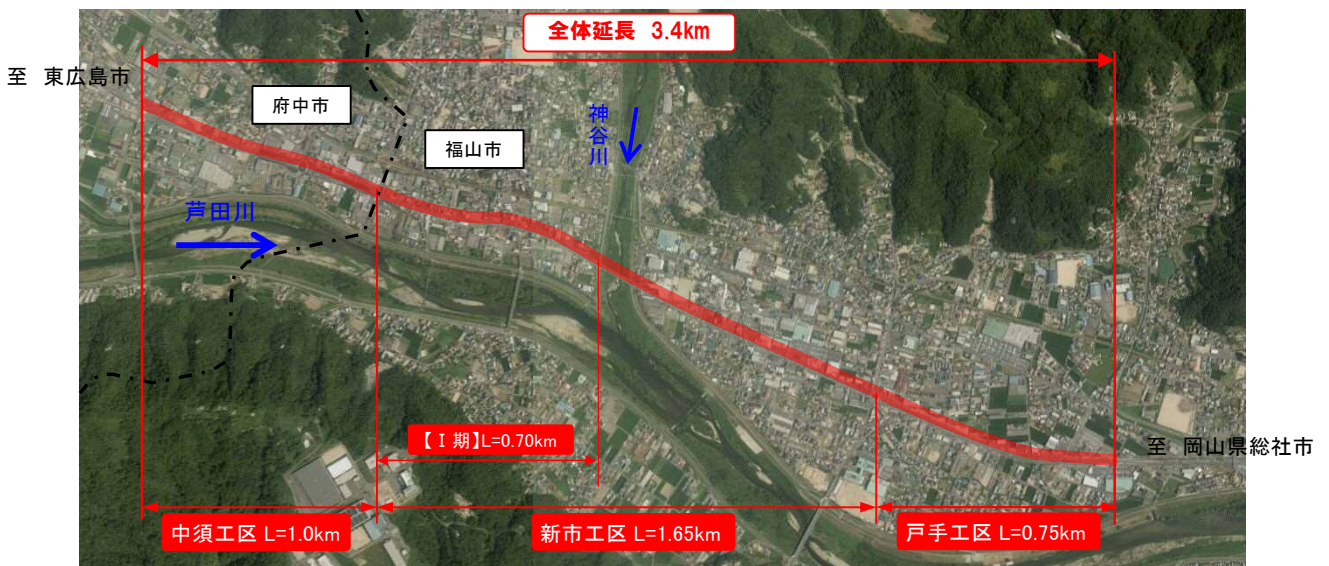 全体延長 3.4km
至 東広島市
府中市
福山市
神谷川
芦田川
【Ⅰ期】L=0.70km
至 岡山県総社市
中須工区 L=1.0km
新市工区 L=1.65km
戸手工区 L=0.75km